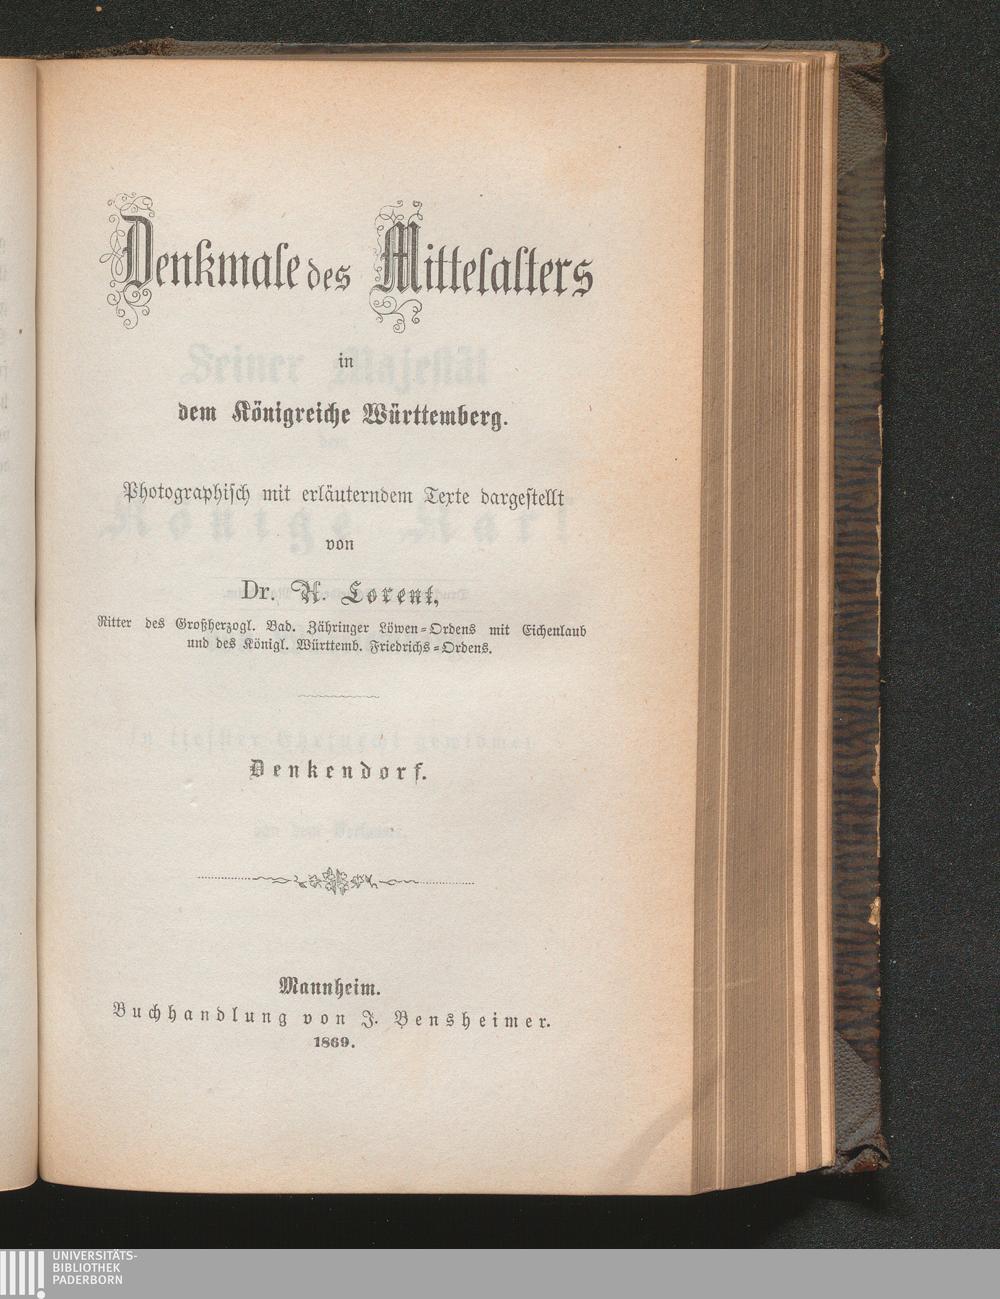 Denkmale des Mittelalters
in
dem Königreiche Württemberg.
Photographisch mit erläuterndem Texte dargestellt
von
Dr. A. Lorent,
Ritter des Großherzogl. Bad. Zähringer Löwen=Ordens mit Eichenlaub
und des Königl. Württemb. Friedrichs=Ordens.
Denkendorf.
Mannheim.
Buchhandlung von J. Bensheimer.
1869.
UNIVERSITÄTS-
BIBLIOTHEK
PADERBORN